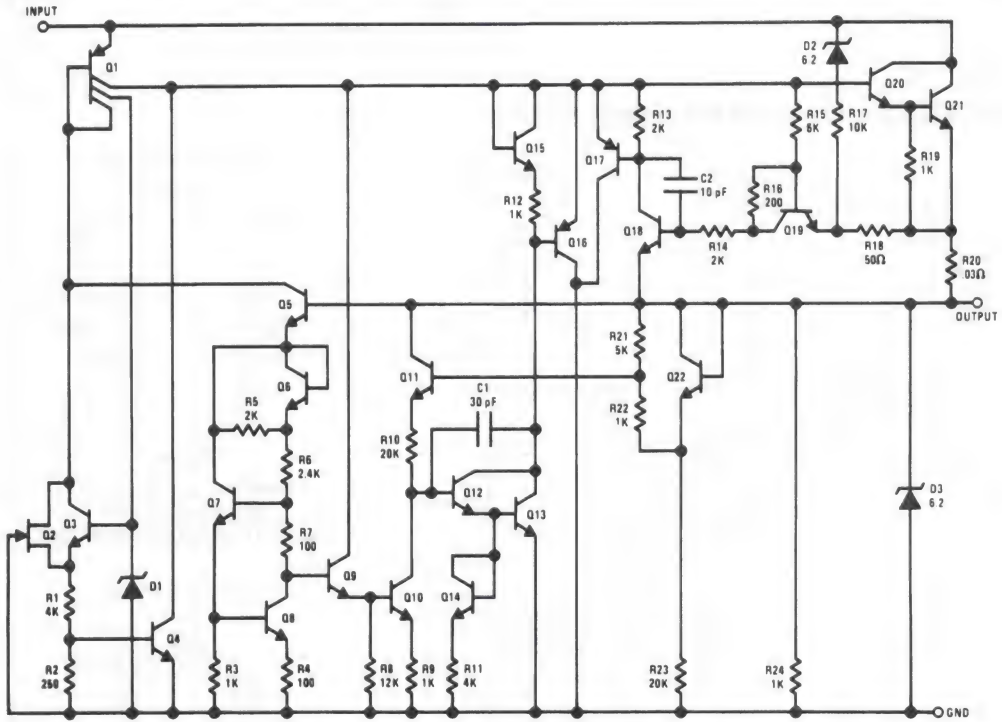 INPUT
Q1
D2
6.2
Q20
Q21
R13
2K
R15
6K
R17
10K
Q15
Q17
C2
10 pF
R19
1K
R12
1K
R16
200
Q16
Q18
R14
2K
Q19
R18
50Ω
R20
.03Ω
Q5
OUTPUT
R21
5K
Q6
Q11
C1
30 pF
Q22
R5
2K
R22
1K
R10
20K
R6
2.4K
Q7
Q12
Q13
D3
6.2
Q2
Q3
R7
100
D1
Q9
Q10
Q14
R1
4K
Q4
Q8
R2
250
R3
1K
R4
100
R8
12K
R9
1K
R11
4K
R23
20K
R24
1K
GND